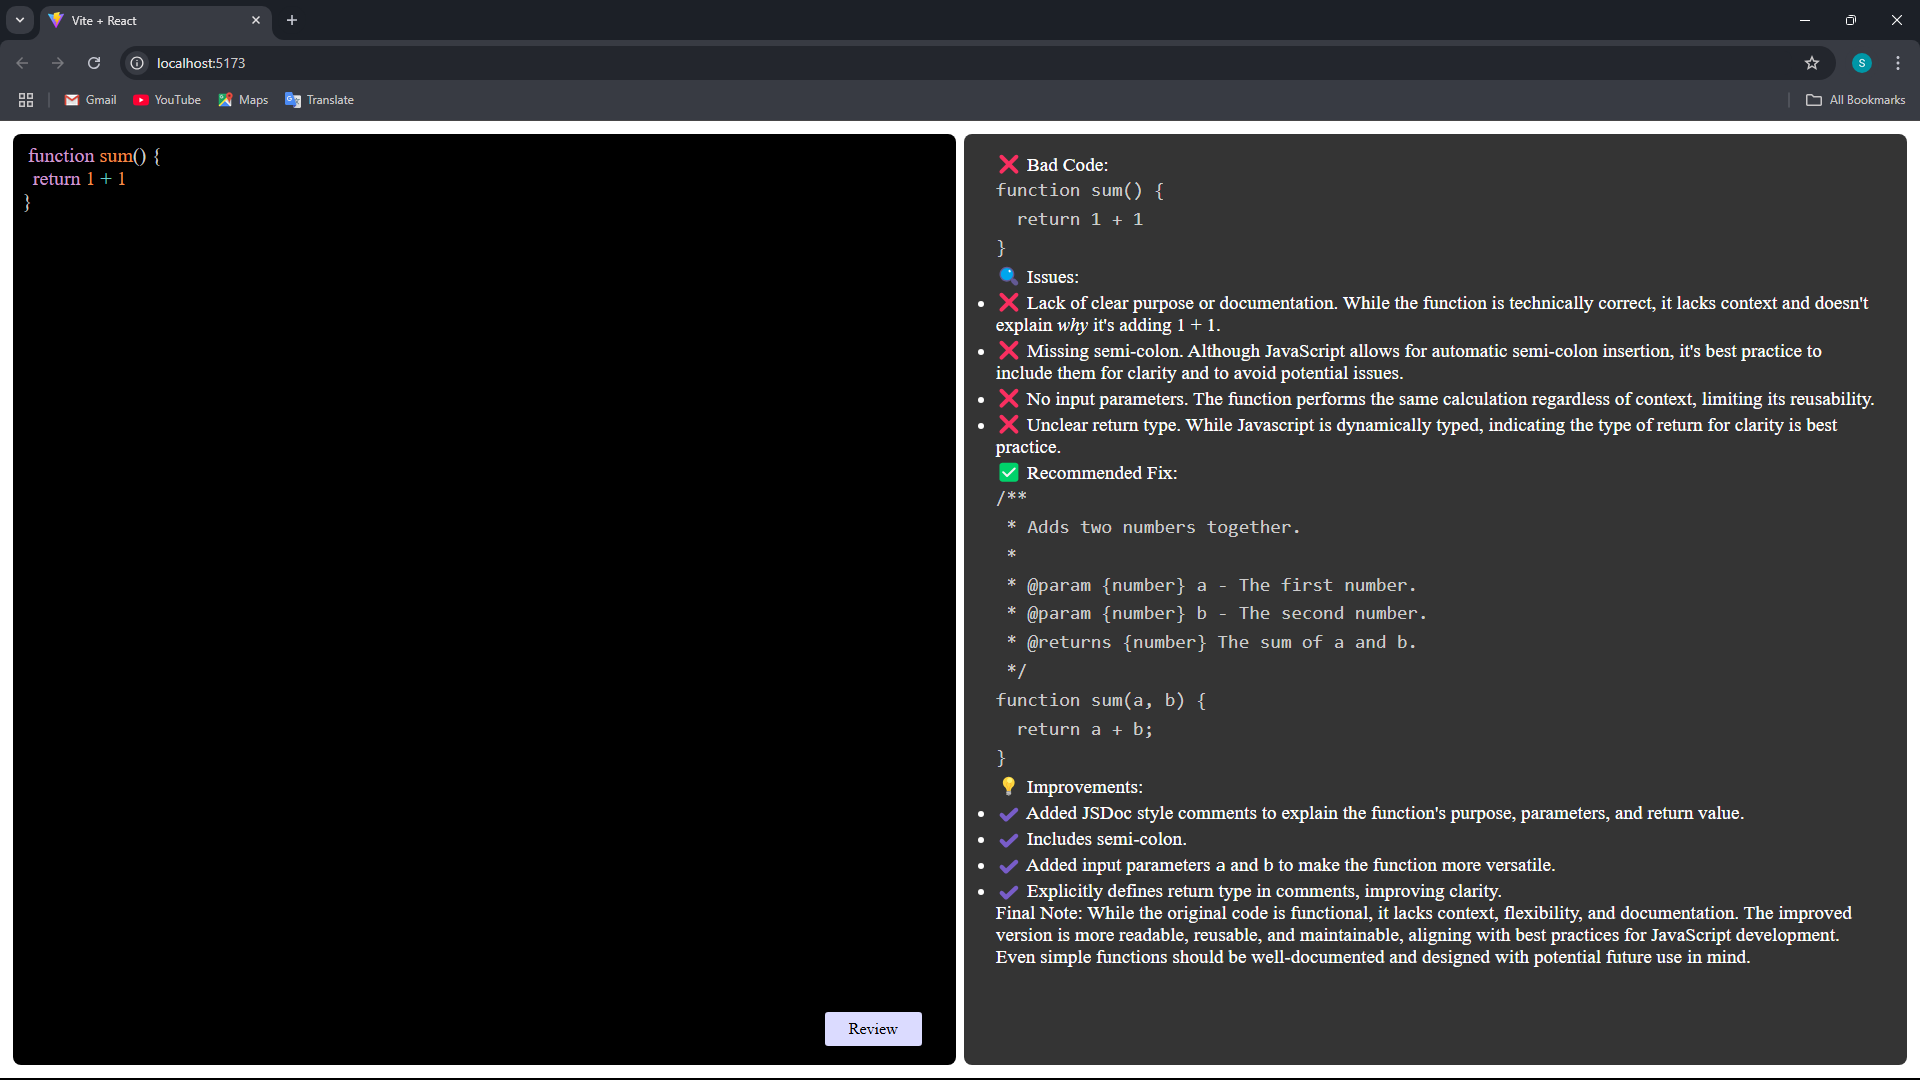 Vite + React
localhost:5173
S
Gmail
YouTube
Maps
Translate
All Bookmarks
function sum() {
return 1 + 1
}
Review
❌ Bad Code:
function sum() {
return 1 + 1
}
🔍 Issues:
• ❌ Lack of clear purpose or documentation. While the function is technically correct, it lacks context and doesn't
explain why it's adding 1 + 1.
• ❌ Missing semi-colon. Although JavaScript allows for automatic semi-colon insertion, it's best practice to
include them for clarity and to avoid potential issues.
• ❌ No input parameters. The function performs the same calculation regardless of context, limiting its reusability.
• ❌ Unclear return type. While Javascript is dynamically typed, indicating the type of return for clarity is best
practice.
✅ Recommended Fix:
/**
* Adds two numbers together.
*
* @param {number} a - The first number.
* @param {number} b - The second number.
* @returns {number} The sum of a and b.
*/
function sum(a, b) {
return a + b;
}
💡 Improvements:
• ✔ Added JSDoc style comments to explain the function's purpose, parameters, and return value.
• ✔ Includes semi-colon.
• ✔ Added input parameters a and b to make the function more versatile.
• ✔ Explicitly defines return type in comments, improving clarity.
Final Note: While the original code is functional, it lacks context, flexibility, and documentation. The improved
version is more readable, reusable, and maintainable, aligning with best practices for JavaScript development.
Even simple functions should be well-documented and designed with potential future use in mind.